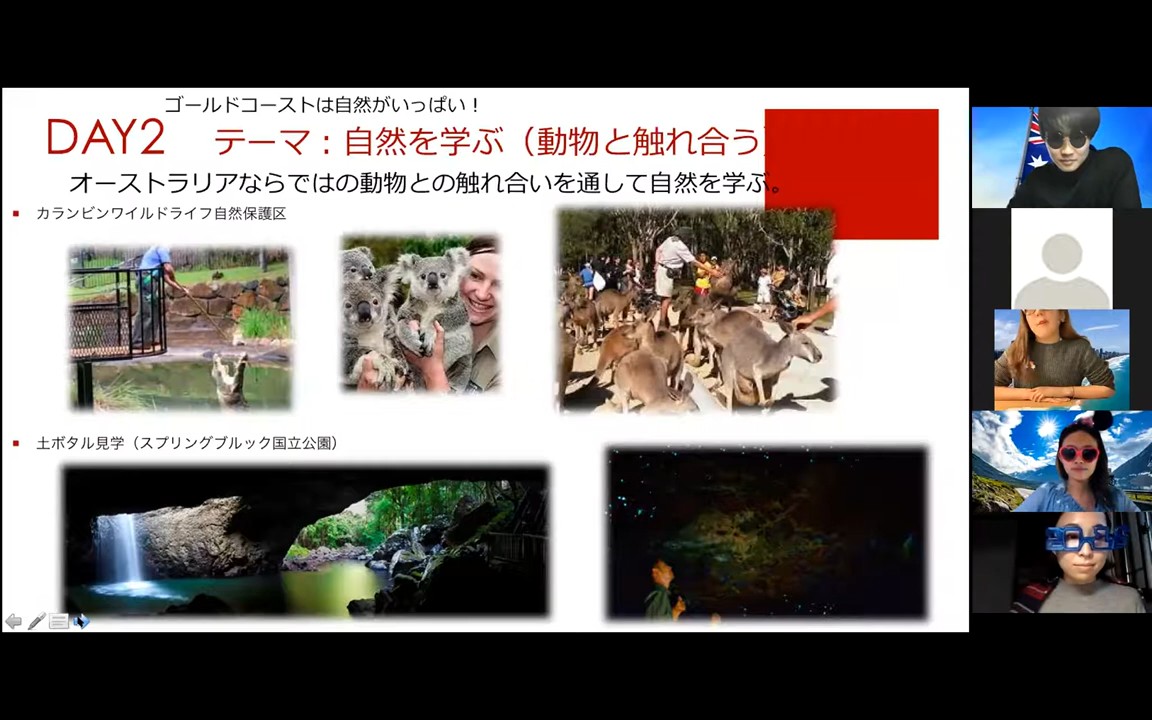 ゴールドコーストは自然がいっぱい！
DAY2 テーマ：自然を学ぶ（動物と触れ合う）
オーストラリアならではの動物との触れ合いを通して自然を学ぶ。
カランビンワイルドライフ自然保護区
土ボタル見学（スプリングブルック国立公園）